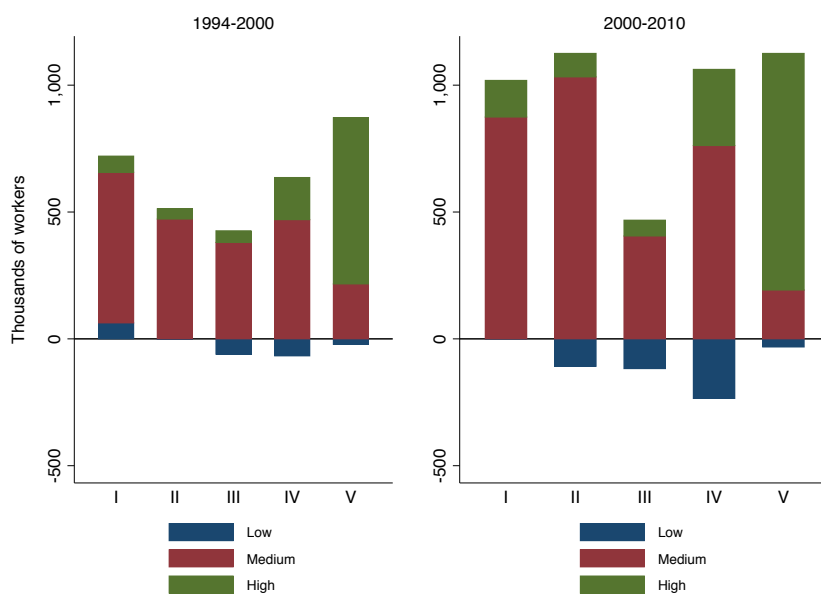 1994-2000
2000-2010
Thousands of workers
1,000
500
0
-500
I II III IV V
1,000
500
0
-500
I II III IV V
Low
Medium
High
Low
Medium
High